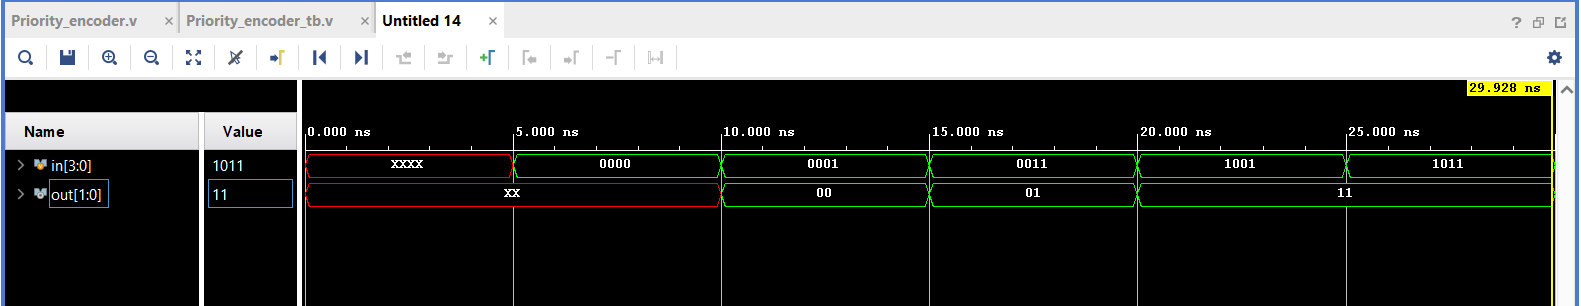 Priority_encoder.v × Priority_encoder_tb.v × Untitled 14 ×
?
29.928 ns
Name Value
0.000 ns 5.000 ns 10.000 ns 15.000 ns 20.000 ns 25.000 ns
in[3:0] 1011 XXXX 0000 0001 0011 1001 1011
out[1:0] 11 XX 00 01 11